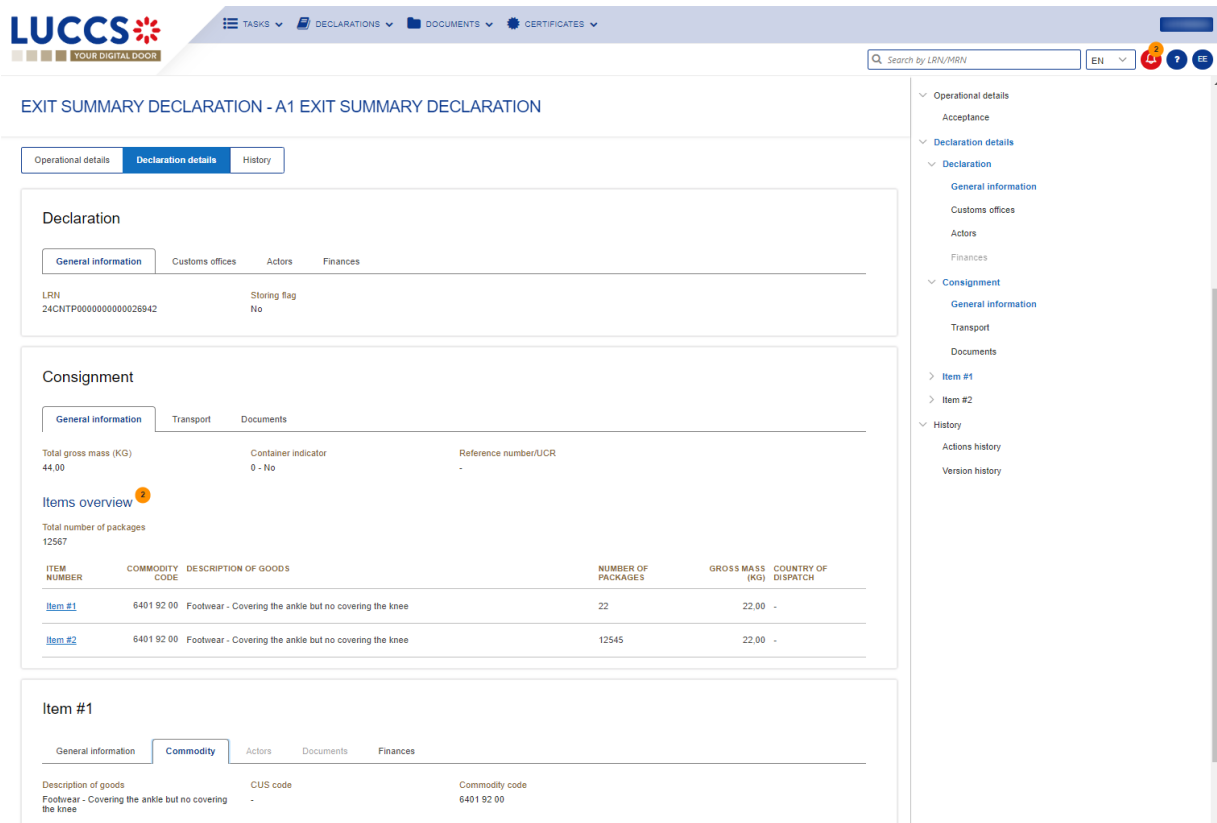 LUCCS
YOUR DIGITAL DOOR
TASKS DECLARATIONS DOCUMENTS CERTIFICATES
Search by LRN/MRN EN 2 ? EE
EXIT SUMMARY DECLARATION - A1 EXIT SUMMARY DECLARATION
Operational details Declaration details History
Declaration
General information Customs offices Actors Finances
LRN Storing flag
24CNTP0000000000026942 No
Consignment
General information Transport Documents
Total gross mass (KG) Container indicator Reference number/UCR
44,00 0 - No -
Items overview 2
Total number of packages
12567
ITEM NUMBER COMMODITY CODE DESCRIPTION OF GOODS NUMBER OF PACKAGES GROSS MASS (KG) COUNTRY OF DISPATCH
Item #1 6401 92 00 Footwear - Covering the ankle but no covering the knee 22 22,00 -
Item #2 6401 92 00 Footwear - Covering the ankle but no covering the knee 12545 22,00 -
Item #1
General information Commodity Actors Documents Finances
Description of goods CUS code Commodity code
Footwear - Covering the ankle but no covering - 6401 92 00
the knee
Operational details
Acceptance
Declaration details
Declaration
General information
Customs offices
Actors
Finances
Consignment
General information
Transport
Documents
Item #1
Item #2
History
Actions history
Version history